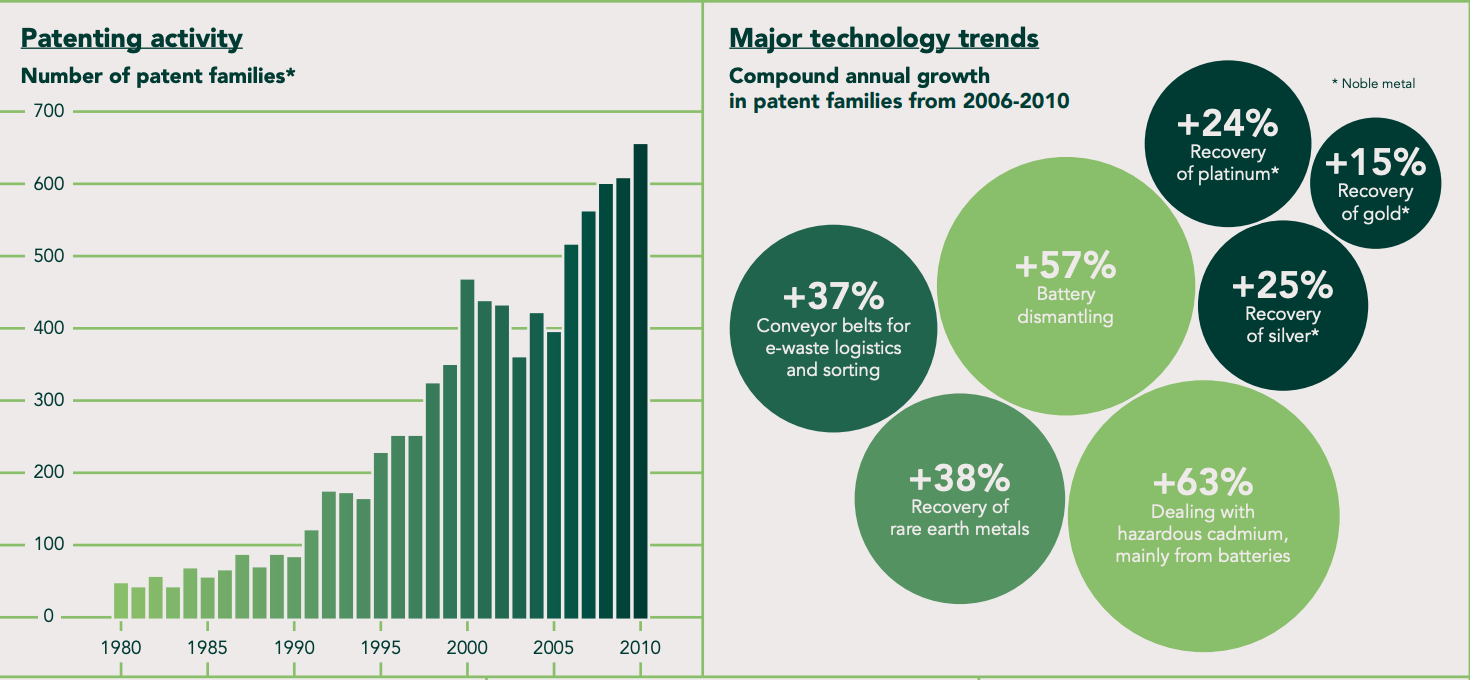 Patenting activity
Number of patent families*
700
600
500
400
300
200
100
0
1980
1985
1990
1995
2000
2005
2010
Major technology trends
Compound annual growth
in patent families from 2006-2010
* Noble metal
+24%
Recovery
of platinum*
+15%
Recovery
of gold*
+57%
Battery
dismantling
+25%
Recovery
of silver*
+37%
Conveyor belts for
e-waste logistics
and sorting
+38%
Recovery of
rare earth metals
+63%
Dealing with
hazardous cadmium,
mainly from batteries